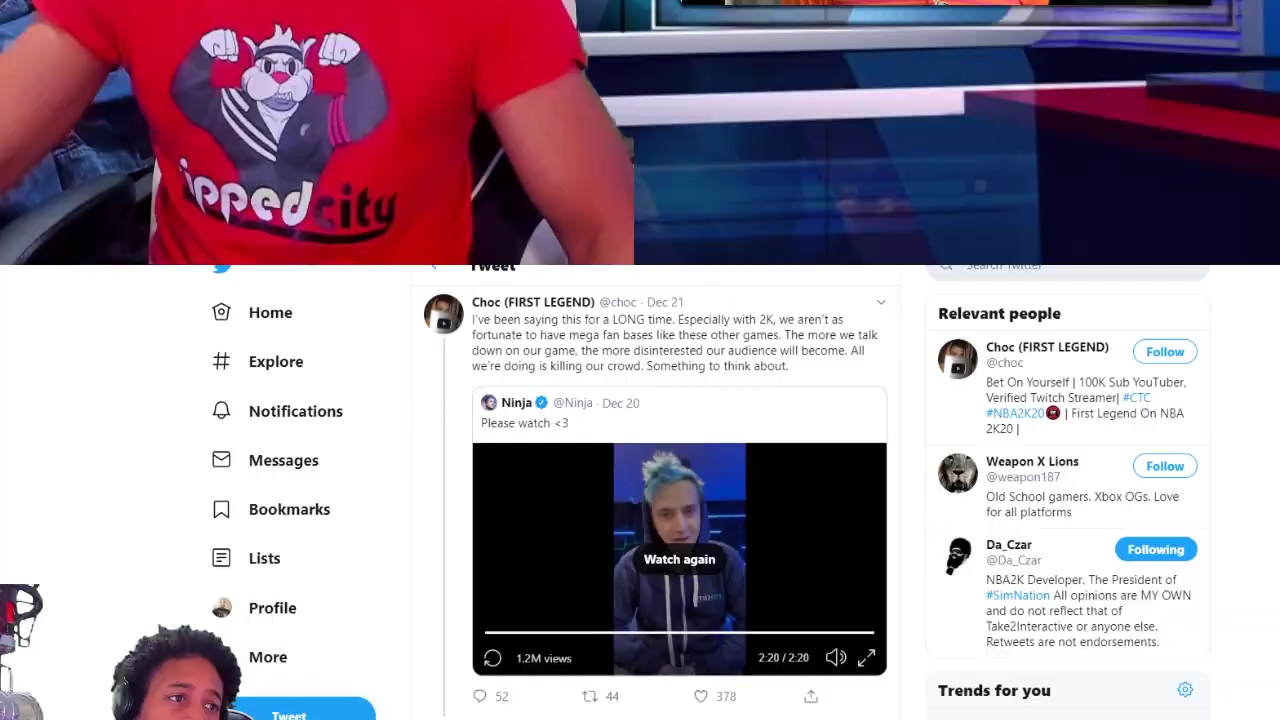 ippedcity
Tweet
Search Twitter
Home
Explore
Notifications
Messages
Bookmarks
Lists
Profile
More
Tweet
Choc (FIRST LEGEND) @choc · Dec 21
I've been saying this for a LONG time. Especially with 2K, we aren't as
fortunate to have mega fan bases like these other games. The more we talk
down on our game, the more disinterested our audience will become. All
we're doing is killing our crowd. Something to think about.
Ninja @Ninja · Dec 20
Please watch <3
Watch again
1.2M views
2:20 / 2:20
52
44
378
Relevant people
Choc (FIRST LEGEND)
@choc
Follow
Bet On Yourself | 100K Sub YouTuber,
Verified Twitch Streamer| #CTC
#NBA2K20 | First Legend On NBA
2K20 |
Weapon X Lions
@weapon187
Follow
Old School gamers. Xbox OGs. Love
for all platforms
Da_Czar
@Da_Czar
Following
NBA2K Developer. The President of
#SimNation All opinions are MY OWN
and do not reflect that of
Take2Interactive or anyone else.
Retweets are not endorsements.
Trends for you